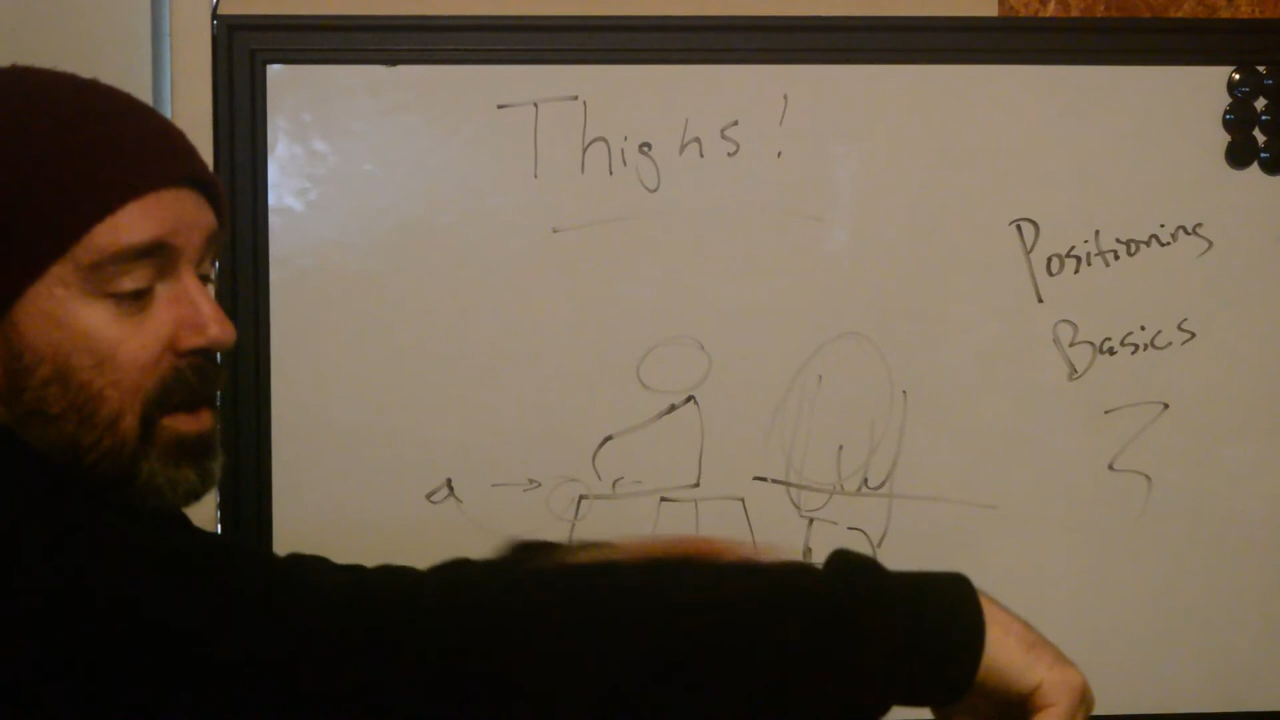 Thighs!
Positioning
Basics
3
a →